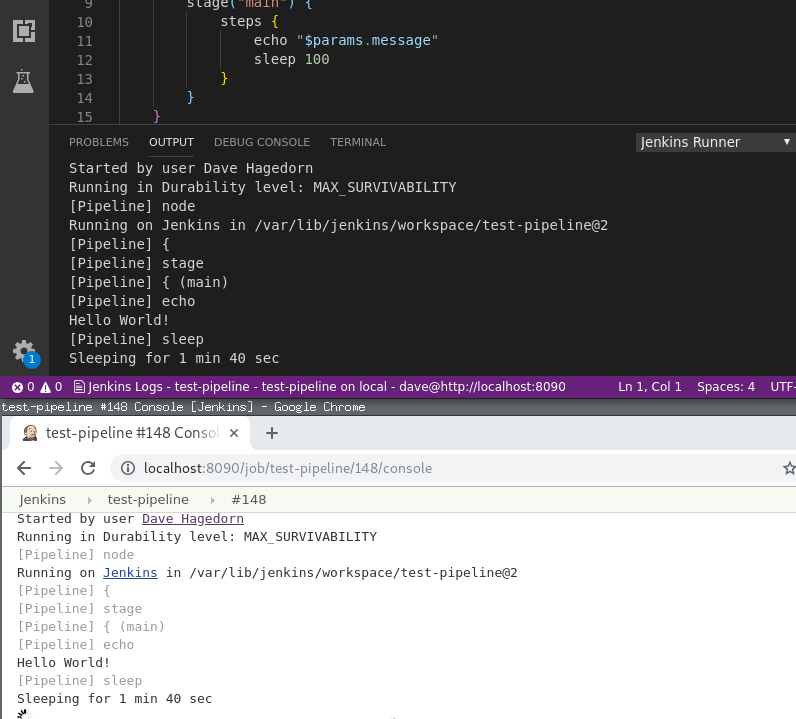 9 stage("main") {
10 steps {
11 echo "$params.message"
12 sleep 100
13 }
14 }
15 }
PROBLEMS OUTPUT DEBUG CONSOLE TERMINAL Jenkins Runner
Started by user Dave Hagedorn
Running in Durability level: MAX_SURVIVABILITY
[Pipeline] node
Running on Jenkins in /var/lib/jenkins/workspace/test-pipeline@2
[Pipeline] {
[Pipeline] stage
[Pipeline] { (main)
[Pipeline] echo
Hello World!
[Pipeline] sleep
Sleeping for 1 min 40 sec
1
0 0 Jenkins Logs - test-pipeline - test-pipeline on local - dave@http://localhost:8090 Ln 1, Col 1 Spaces: 4 UTF-
test-pipeline #148 Console [Jenkins] - Google Chrome
test-pipeline #148 Consol
localhost:8090/job/test-pipeline/148/console
Jenkins test-pipeline #148
Started by user Dave Hagedorn
Running in Durability level: MAX_SURVIVABILITY
[Pipeline] node
Running on Jenkins in /var/lib/jenkins/workspace/test-pipeline@2
[Pipeline] {
[Pipeline] stage
[Pipeline] { (main)
[Pipeline] echo
Hello World!
[Pipeline] sleep
Sleeping for 1 min 40 sec